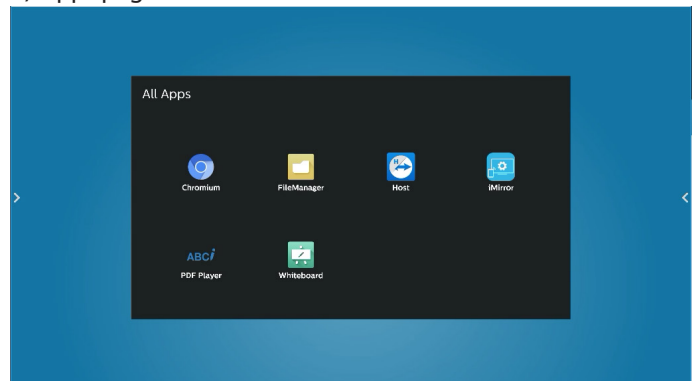 All Apps
Chromium
FileManager
Host
iMirror
ABCi
PDF Player
Whiteboard